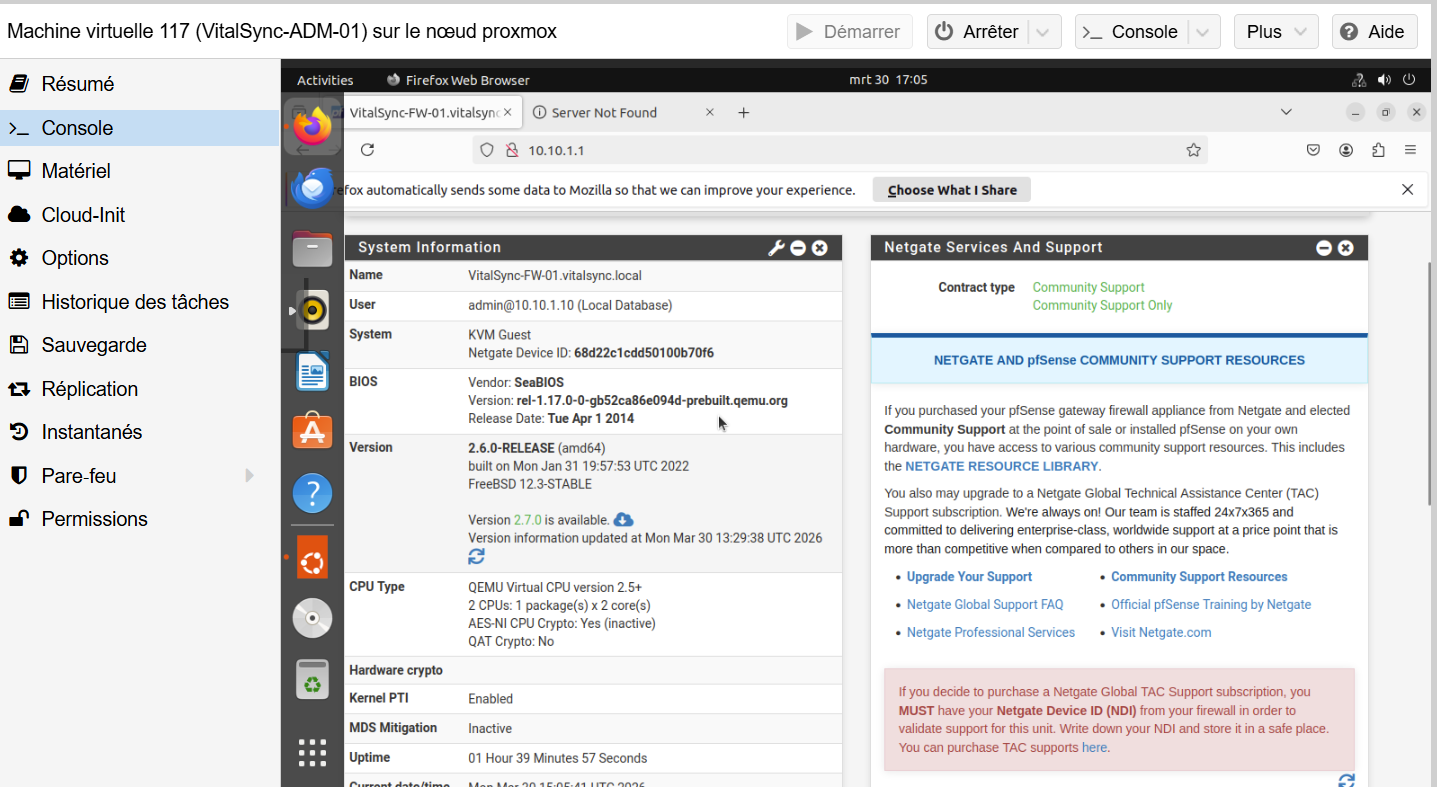 Machine virtuelle 117 (VitalSync-ADM-01) sur le nœud proxmox
Démarrer
Arrêter
Console
Plus
Aide
Résumé
Console
Matériel
Cloud-Init
Options
Historique des tâches
Sauvegarde
Réplication
Instantanés
Pare-feu
Permissions
Activities
Firefox Web Browser
mrt 30 17:05
VitalSync-FW-01.vitalsync
Server Not Found
10.10.1.1
efox automatically sends some data to Mozilla so that we can improve your experience.
Choose What I Share
System Information
Name VitalSync-FW-01.vitalsync.local
User admin@10.10.1.10 (Local Database)
System KVM Guest
Netgate Device ID: 68d22c1cdd50100b70f6
BIOS Vendor: SeaBIOS
Version: rel-1.17.0-0-gb52ca86e094d-prebuilt.qemu.org
Release Date: Tue Apr 1 2014
Version 2.6.0-RELEASE (amd64)
built on Mon Jan 31 19:57:53 UTC 2022
FreeBSD 12.3-STABLE
Version 2.7.0 is available.
Version information updated at Mon Mar 30 13:29:38 UTC 2026
CPU Type QEMU Virtual CPU version 2.5+
2 CPUs: 1 package(s) x 2 core(s)
AES-NI CPU Crypto: Yes (inactive)
QAT Crypto: No
Hardware crypto
Kernel PTI Enabled
MDS Mitigation Inactive
Uptime 01 Hour 39 Minutes 57 Seconds
Current date/time Mon Mar 30 15:05:41 UTC 2026
Netgate Services And Support
Contract type Community Support
Community Support Only
NETGATE AND pfSense COMMUNITY SUPPORT RESOURCES
If you purchased your pfSense gateway firewall appliance from Netgate and elected
Community Support at the point of sale or installed pfSense on your own
hardware, you have access to various community support resources. This includes
the NETGATE RESOURCE LIBRARY.
You also may upgrade to a Netgate Global Technical Assistance Center (TAC)
Support subscription. We're always on! Our team is staffed 24x7x365 and
committed to delivering enterprise-class, worldwide support at a price point that is
more than competitive when compared to others in our space.
• Upgrade Your Support
• Community Support Resources
• Netgate Global Support FAQ
• Official pfSense Training by Netgate
• Netgate Professional Services
• Visit Netgate.com
If you decide to purchase a Netgate Global TAC Support subscription, you
MUST have your Netgate Device ID (NDI) from your firewall in order to
validate support for this unit. Write down your NDI and store it in a safe place.
You can purchase TAC supports here.